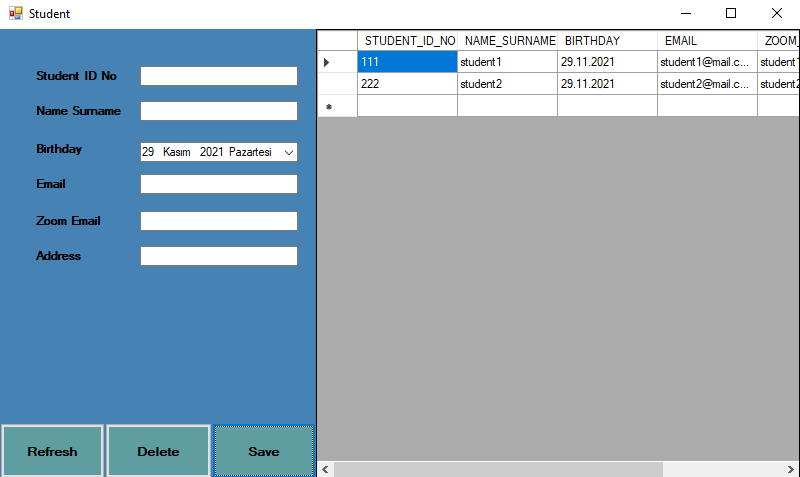 Student
Student ID No
Name Surname
Birthday
29 Kasım 2021 Pazartesi
Email
Zoom Email
Address
Refresh
Delete
Save
STUDENT_ID_NO NAME_SURNAME BIRTHDAY EMAIL ZOOM_
111 student1 29.11.2021 student1@mail.c... student1
222 student2 29.11.2021 student2@mail.c... student2